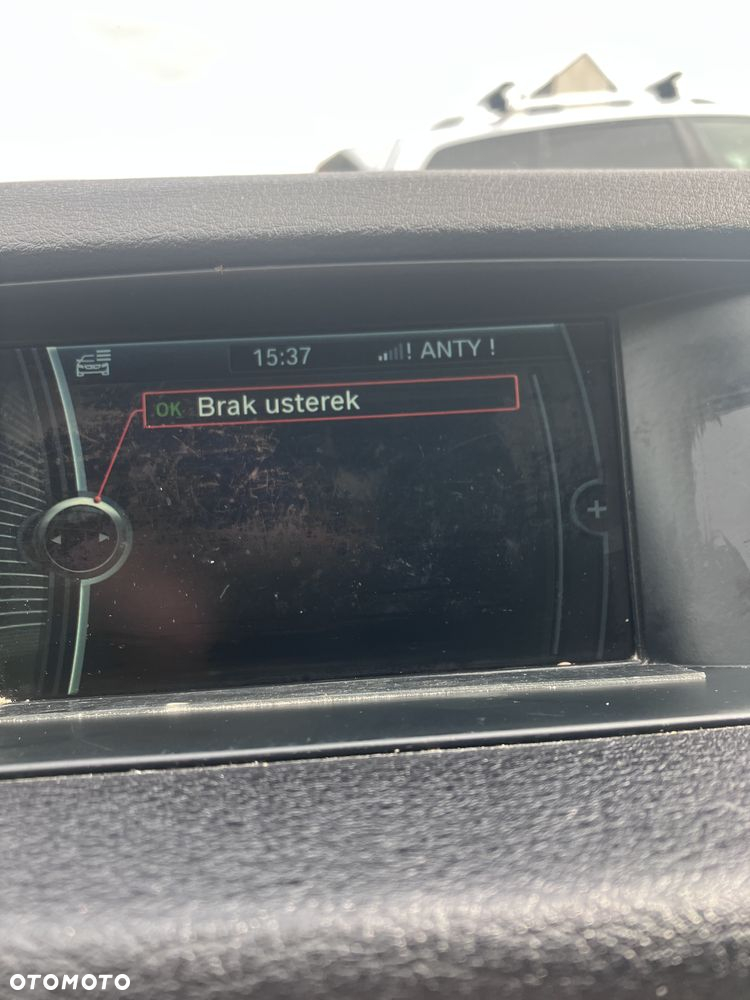 15:37 ! ANTY !
OK Brak usterek
+
OTOMOTO